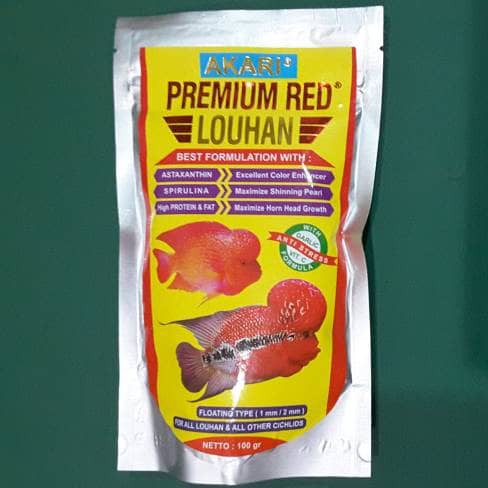 AKARI'S
PREMIUM RED®
LOUHAN
BEST FORMULATION WITH :
ASTAXANTHIN Excellent Color Enhancer
SPIRULINA Maximize Shinning Pearl
High PROTEIN & FAT Maximize Horn Head Growth
WITH
GARLIC
ANTI STRESS
VIT C
FORMULA
FLOATING TYPE ( 1 mm / 2 mm )
FOR ALL LOUHAN & ALL OTHER CICHLIDS
NETTO : 100 gr